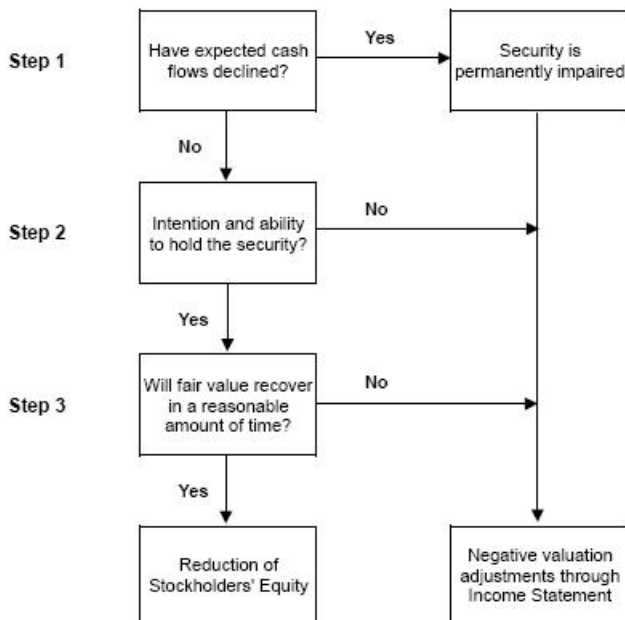 Step 1
Have expected cash
flows declined?
Yes
Security is
permanently impaired
No
Step 2
Intention and ability
to hold the security?
No
Yes
Step 3
Will fair value recover
in a reasonable
amount of time?
No
Yes
Reduction of
Stockholders' Equity
Negative valuation
adjustments through
Income Statement